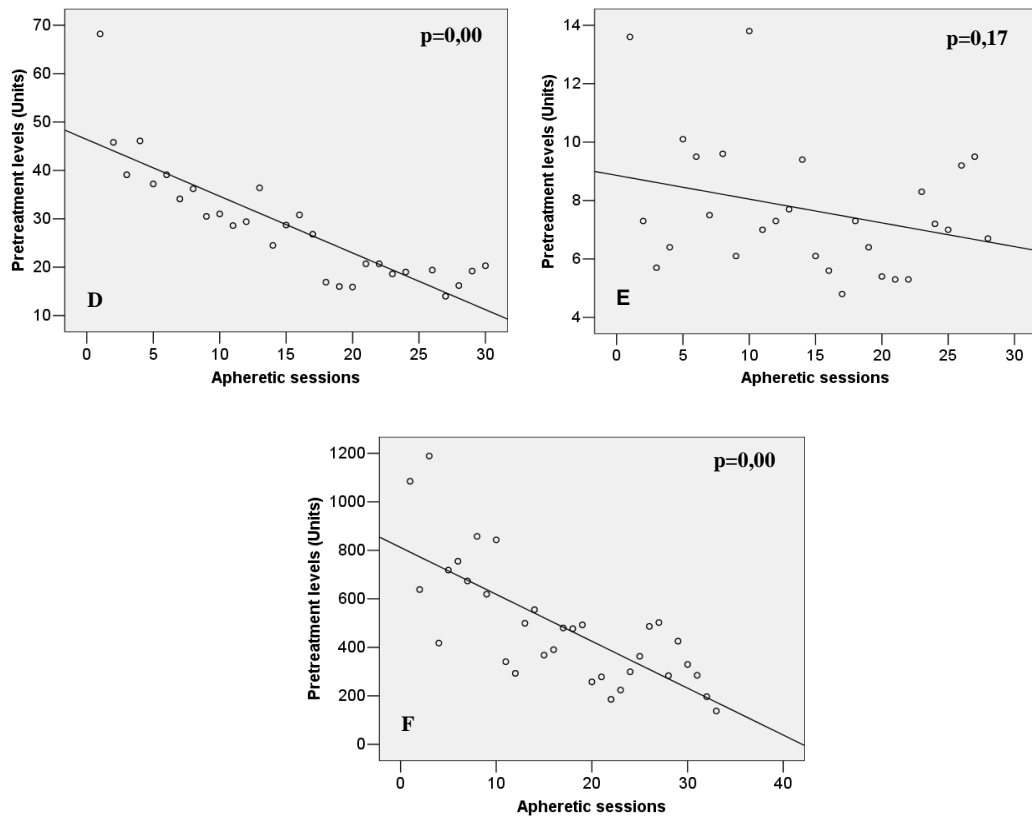 70
60
50
40
30
20
10
Pretreatment levels (Units)
p=0,00
D
0 5 10 15 20 25 30
Apheretic sessions
14
12
10
8
6
4
Pretreatment levels (Units)
p=0,17
E
0 5 10 15 20 25 30
Apheretic sessions
1200
1000
800
600
400
200
0
Pretreatment levels (Units)
p=0,00
F
0 10 20 30 40
Apheretic sessions